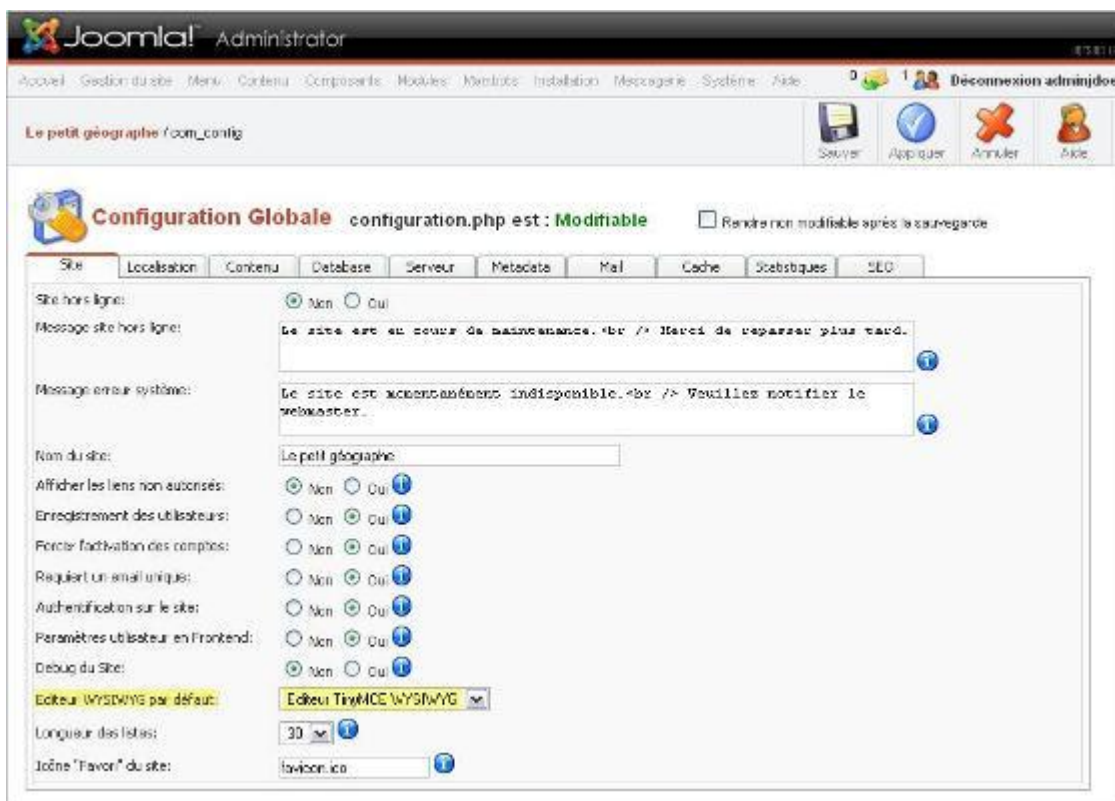 Joomla! Administrator
Accueil Gestion du site Menu Contenu Composants Modules Mambots Installation Messagerie Système Aide 0 1 Déconnexion adminjdoe
Le petit géographe / com_config
Sauver Appliquer Annuler Aide
Configuration Globale configuration.php est : Modifiable Rendre non modifiable après la sauvegarde
Site Localisation Contenu Database Serveur Metadata Mail Cache Statistiques SEO
Site hors ligne: Non Oui
Message site hors ligne: Le site est en cours de maintenance.<br /> Merci de repasser plus tard.
Message erreur système: Le site est momentanément indisponible.<br /> Veuillez notifier le
webmaster.
Nom du site: Le petit géographe
Afficher les liens non autorisés: Non Oui
Enregistrement des utilisateurs: Non Oui
Forcer l'activation des comptes: Non Oui
Requiert un email unique: Non Oui
Authentification sur le site: Non Oui
Paramètres utilisateur en Frontend: Non Oui
Debug du Site: Non Oui
Editeur WYSIWYG par défaut: Editeur TinyMCE WYSIWYG
Longueur des listes: 30
Icône "Favori" du site: favicon.ico